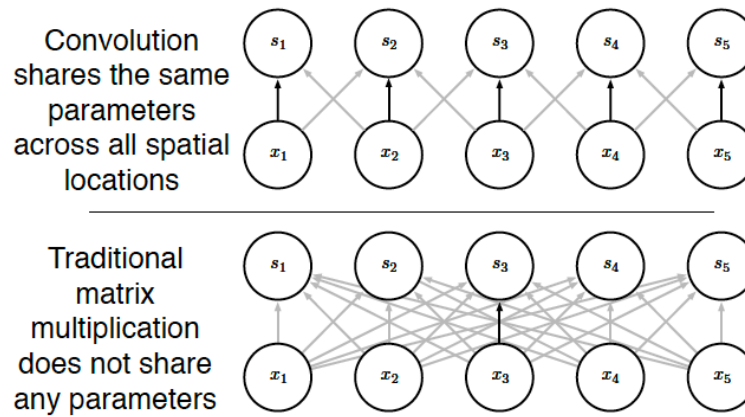 Convolution
shares the same
parameters
across all spatial
locations
s₁ s₂ s₃ s₄ s₅
x₁ x₂ x₃ x₄ x₅
Traditional
matrix
multiplication
does not share
any parameters
s₁ s₂ s₃ s₄ s₅
x₁ x₂ x₃ x₄ x₅